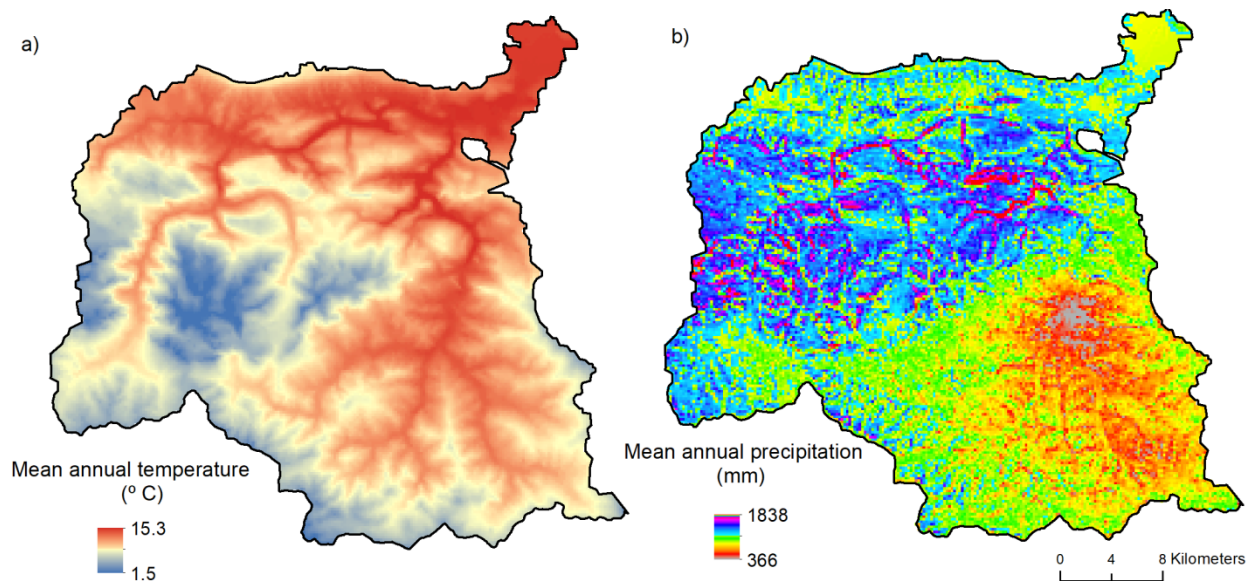 a)
b)
Mean annual temperature
(º C)
15.3
1.5
Mean annual precipitation
(mm)
1838
366
0 4 8 Kilometers